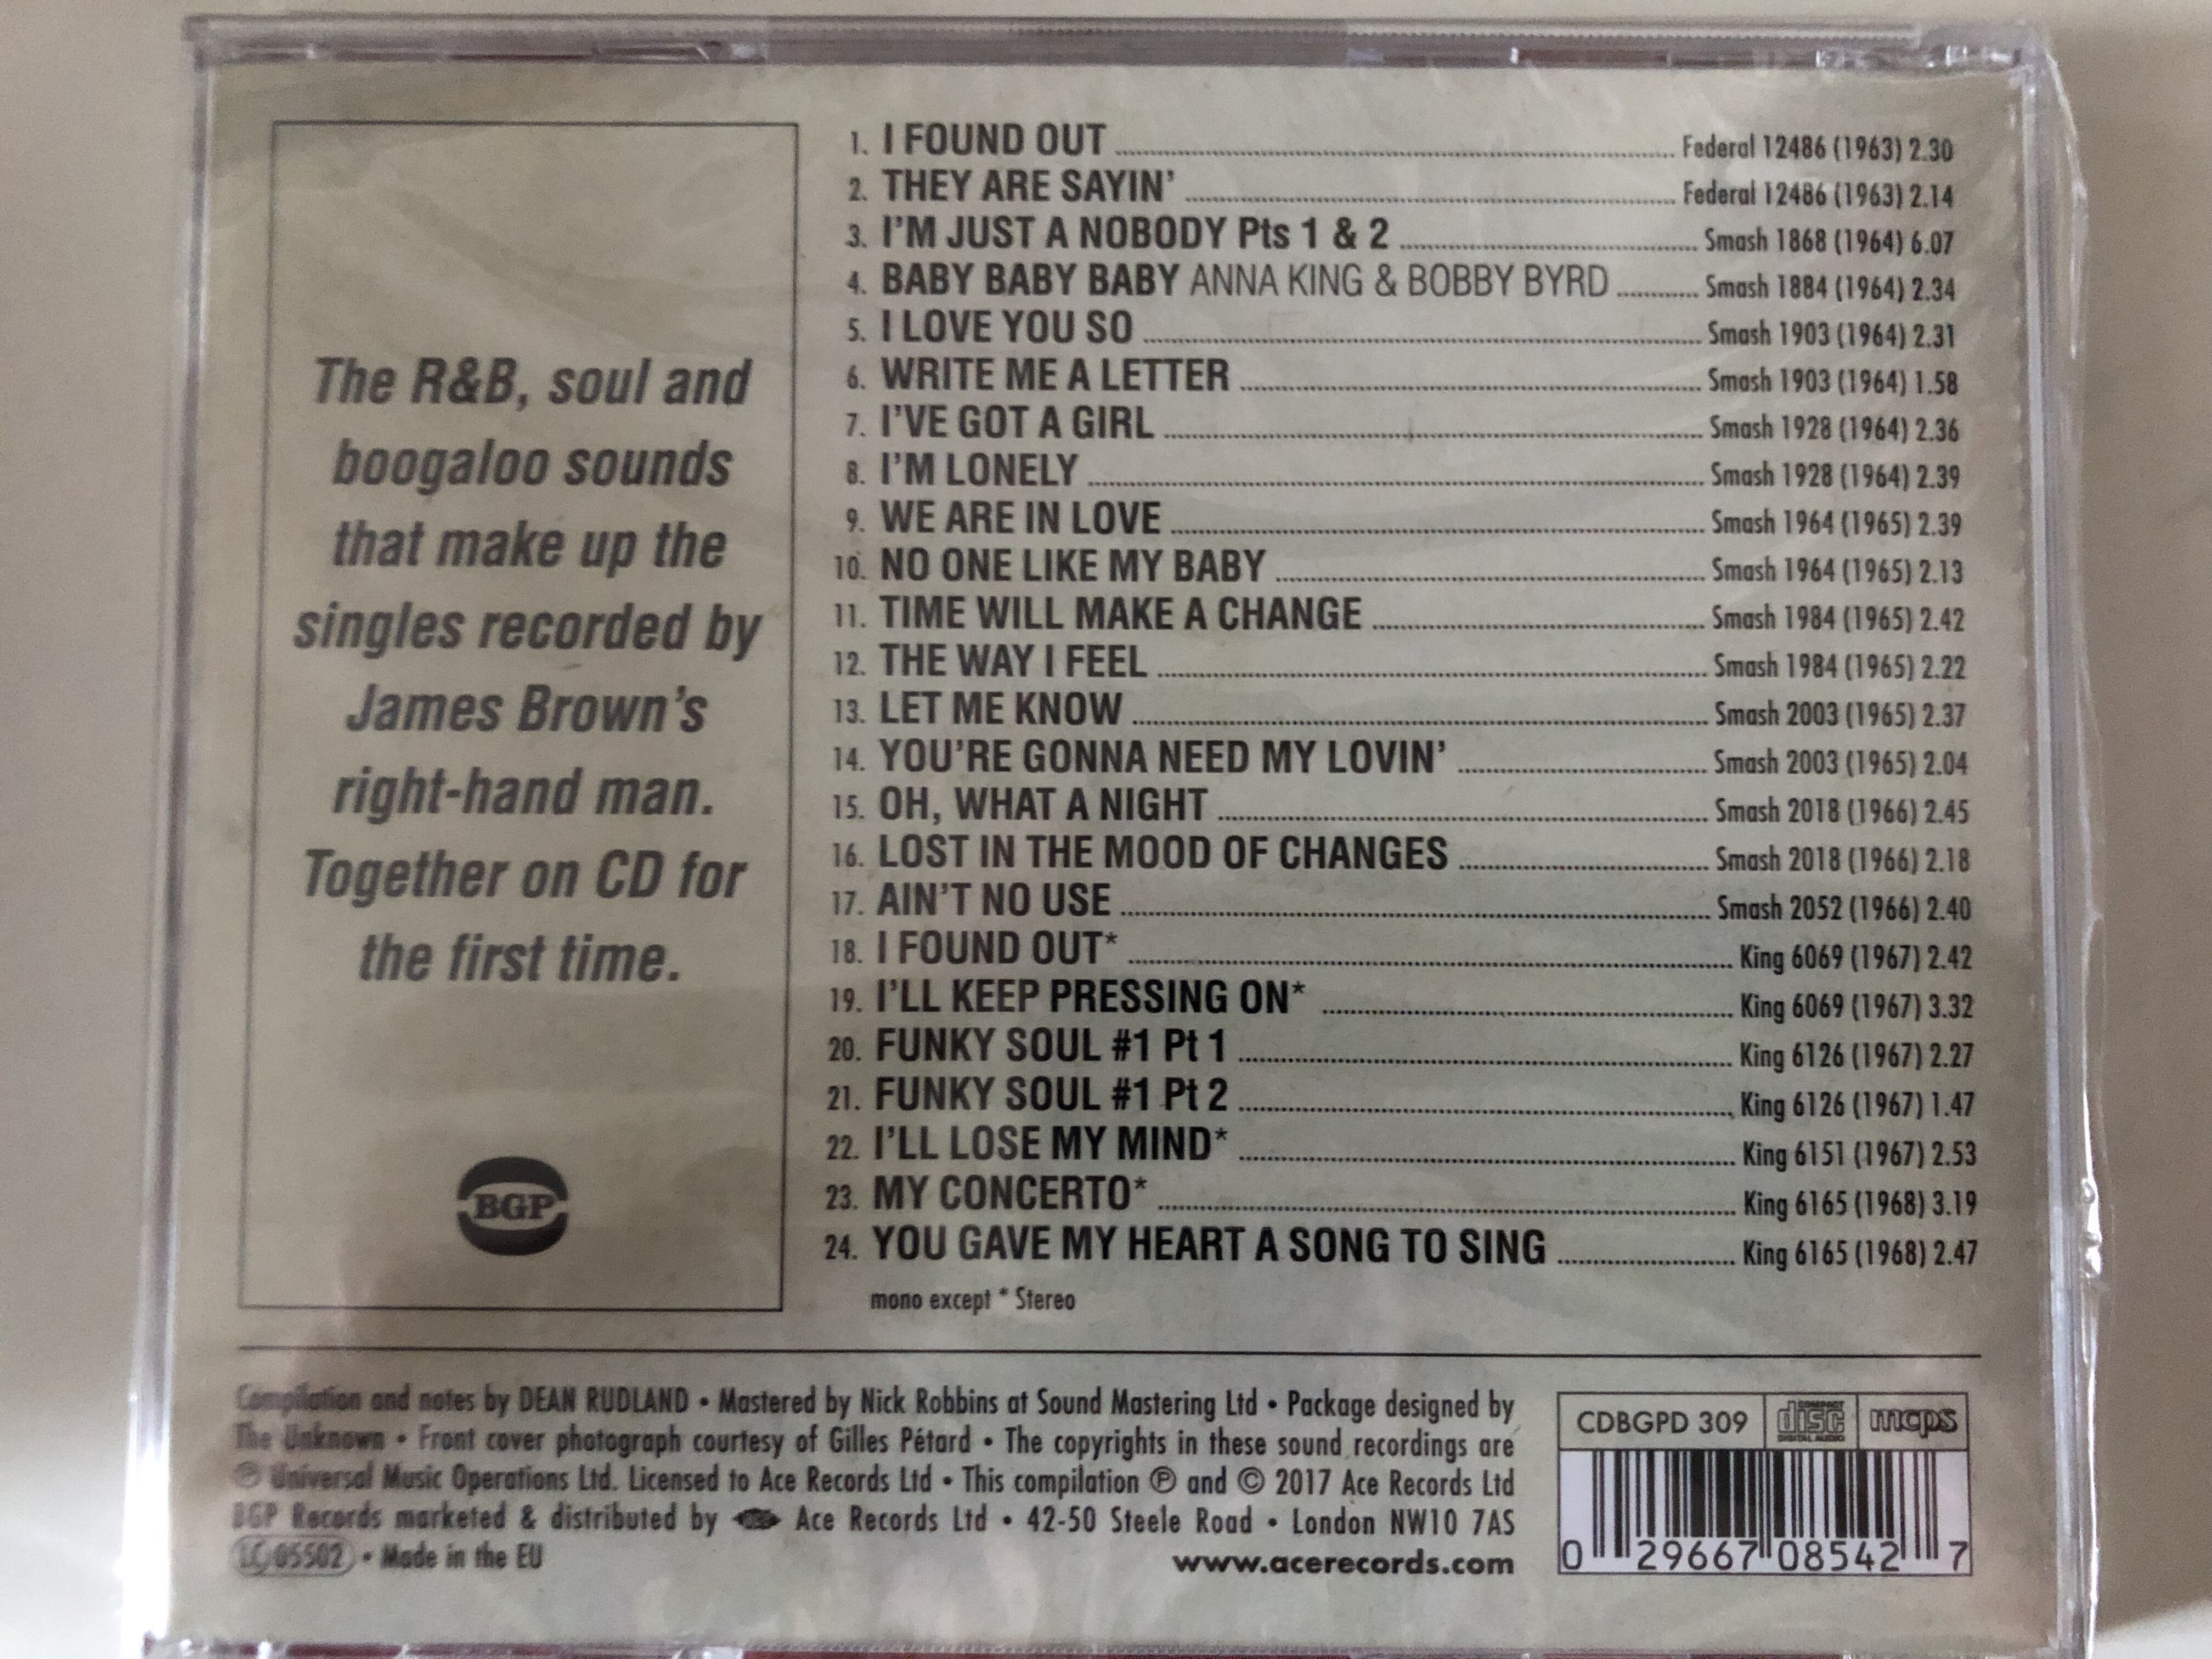 The R&B, soul and
boogaloo sounds
that make up the
singles recorded by
James Brown's
right-hand man.
Together on CD for
the first time.
BGP
1. I FOUND OUT Federal 12486 (1963) 2.30
2. THEY ARE SAYIN' Federal 12486 (1963) 2.14
3. I'M JUST A NOBODY Pts 1 & 2 Smash 1868 (1964) 6.07
4. BABY BABY BABY ANNA KING & BOBBY BYRD Smash 1884 (1964) 2.34
5. I LOVE YOU SO Smash 1903 (1964) 2.31
6. WRITE ME A LETTER Smash 1903 (1964) 1.58
7. I'VE GOT A GIRL Smash 1928 (1964) 2.36
8. I'M LONELY Smash 1928 (1964) 2.39
9. WE ARE IN LOVE Smash 1964 (1965) 2.39
10. NO ONE LIKE MY BABY Smash 1964 (1965) 2.13
11. TIME WILL MAKE A CHANGE Smash 1984 (1965) 2.42
12. THE WAY I FEEL Smash 1984 (1965) 2.22
13. LET ME KNOW Smash 2003 (1965) 2.37
14. YOU'RE GONNA NEED MY LOVIN' Smash 2003 (1965) 2.04
15. OH, WHAT A NIGHT Smash 2018 (1966) 2.45
16. LOST IN THE MOOD OF CHANGES Smash 2018 (1966) 2.18
17. AIN'T NO USE Smash 2052 (1966) 2.40
18. I FOUND OUT* King 6069 (1967) 2.42
19. I'LL KEEP PRESSING ON* King 6069 (1967) 3.32
20. FUNKY SOUL #1 Pt 1 King 6126 (1967) 2.27
21. FUNKY SOUL #1 Pt 2 King 6126 (1967) 1.47
22. I'LL LOSE MY MIND* King 6151 (1967) 2.53
23. MY CONCERTO* King 6165 (1968) 3.19
24. YOU GAVE MY HEART A SONG TO SING King 6165 (1968) 2.47
mono except * Stereo
Compilation and notes by DEAN RUDLAND • Mastered by Nick Robbins at Sound Mastering Ltd • Package designed by
The Unknown • Front cover photograph courtesy of Gilles Pétard • The copyrights in these sound recordings are
℗ Universal Music Operations Ltd. Licensed to Ace Records Ltd • This compilation ℗ and © 2017 Ace Records Ltd
BGP Records marketed & distributed by Ace Records Ltd • 42-50 Steele Road • London NW10 7AS
LC 05502 • Made in the EU
www.acerecords.com
CDBGPD 309
COMPACT disc DIGITAL AUDIO
mcps
0 29667 08542 7